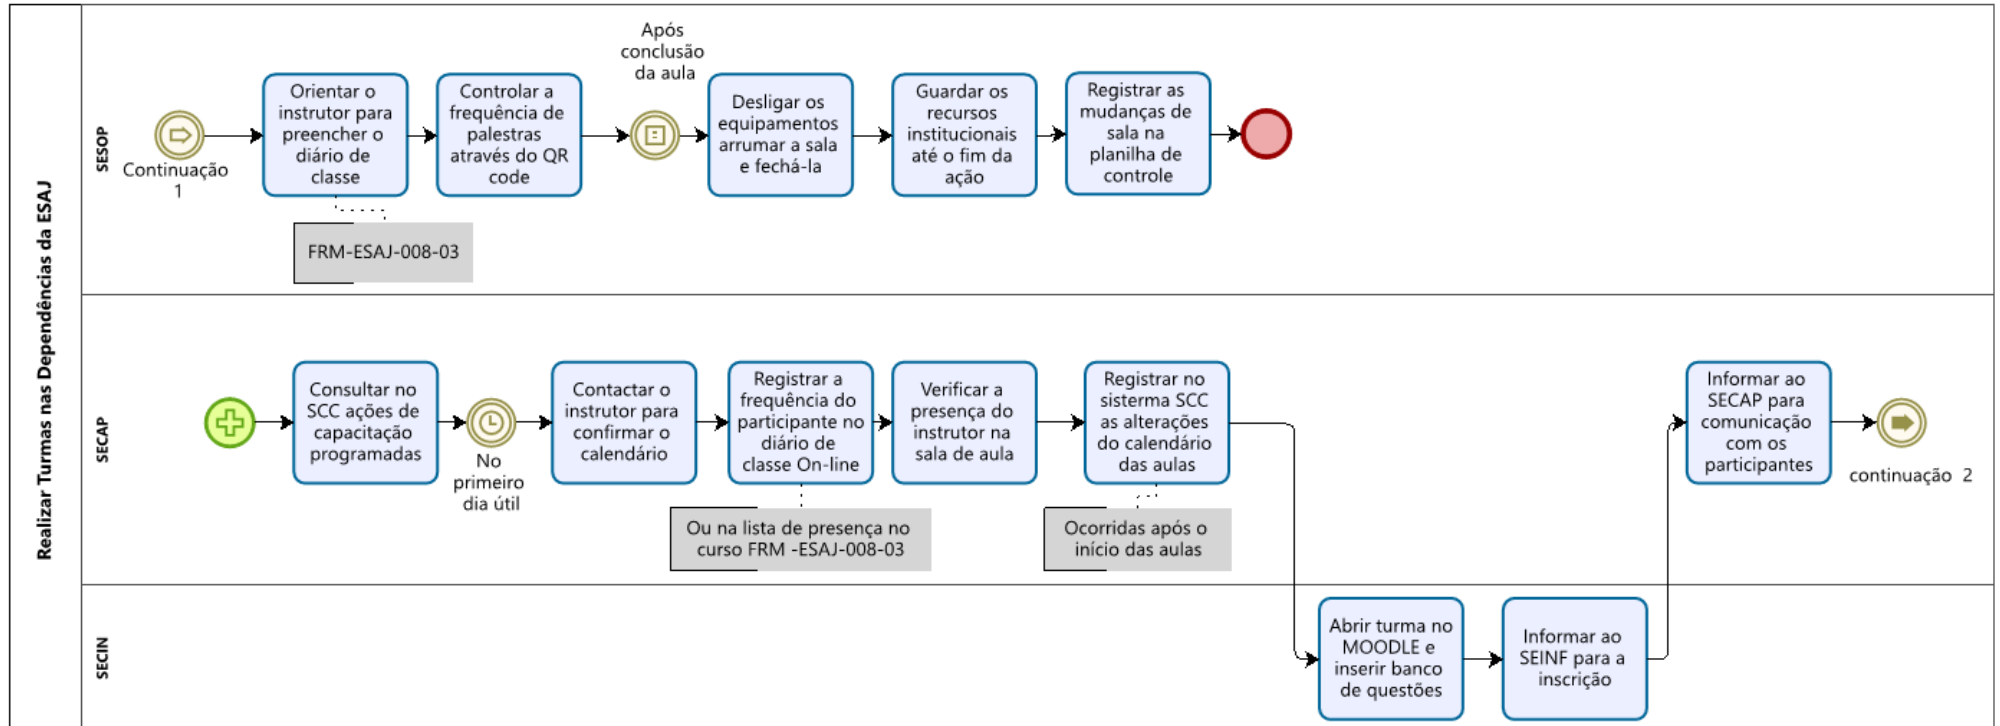 Realizar Turmas nas Dependências da ESAJ
SESOP
Continuação
1
Orientar o
instrutor para
preencher o
diário de
classe
FRM-ESAJ-008-03
Controlar a
frequência de
palestras
através do QR
code
Após
conclusão
da aula
Desligar os
equipamentos
arrumar a sala
e fechá-la
Guardar os
recursos
institucionais
até o fim da
ação
Registrar as
mudanças de
sala na
planilha de
controle
SECAP
Consultar no
SCC ações de
capacitação
programadas
No
primeiro
dia útil
Contactar o
instrutor para
confirmar o
calendário
Registrar a
frequência do
participante no
diário de
classe On-line
Ou na lista de presença no
curso FRM -ESAJ-008-03
Verificar a
presença do
instrutor na
sala de aula
Registrar no
sisterma SCC
as alterações
do calendário
das aulas
Ocorridas após o
início das aulas
Informar ao
SECAP para
comunicação
com os
participantes
continuação 2
SECIN
Abrir turma no
MOODLE e
inserir banco
de questões
Informar ao
SEINF para a
inscrição